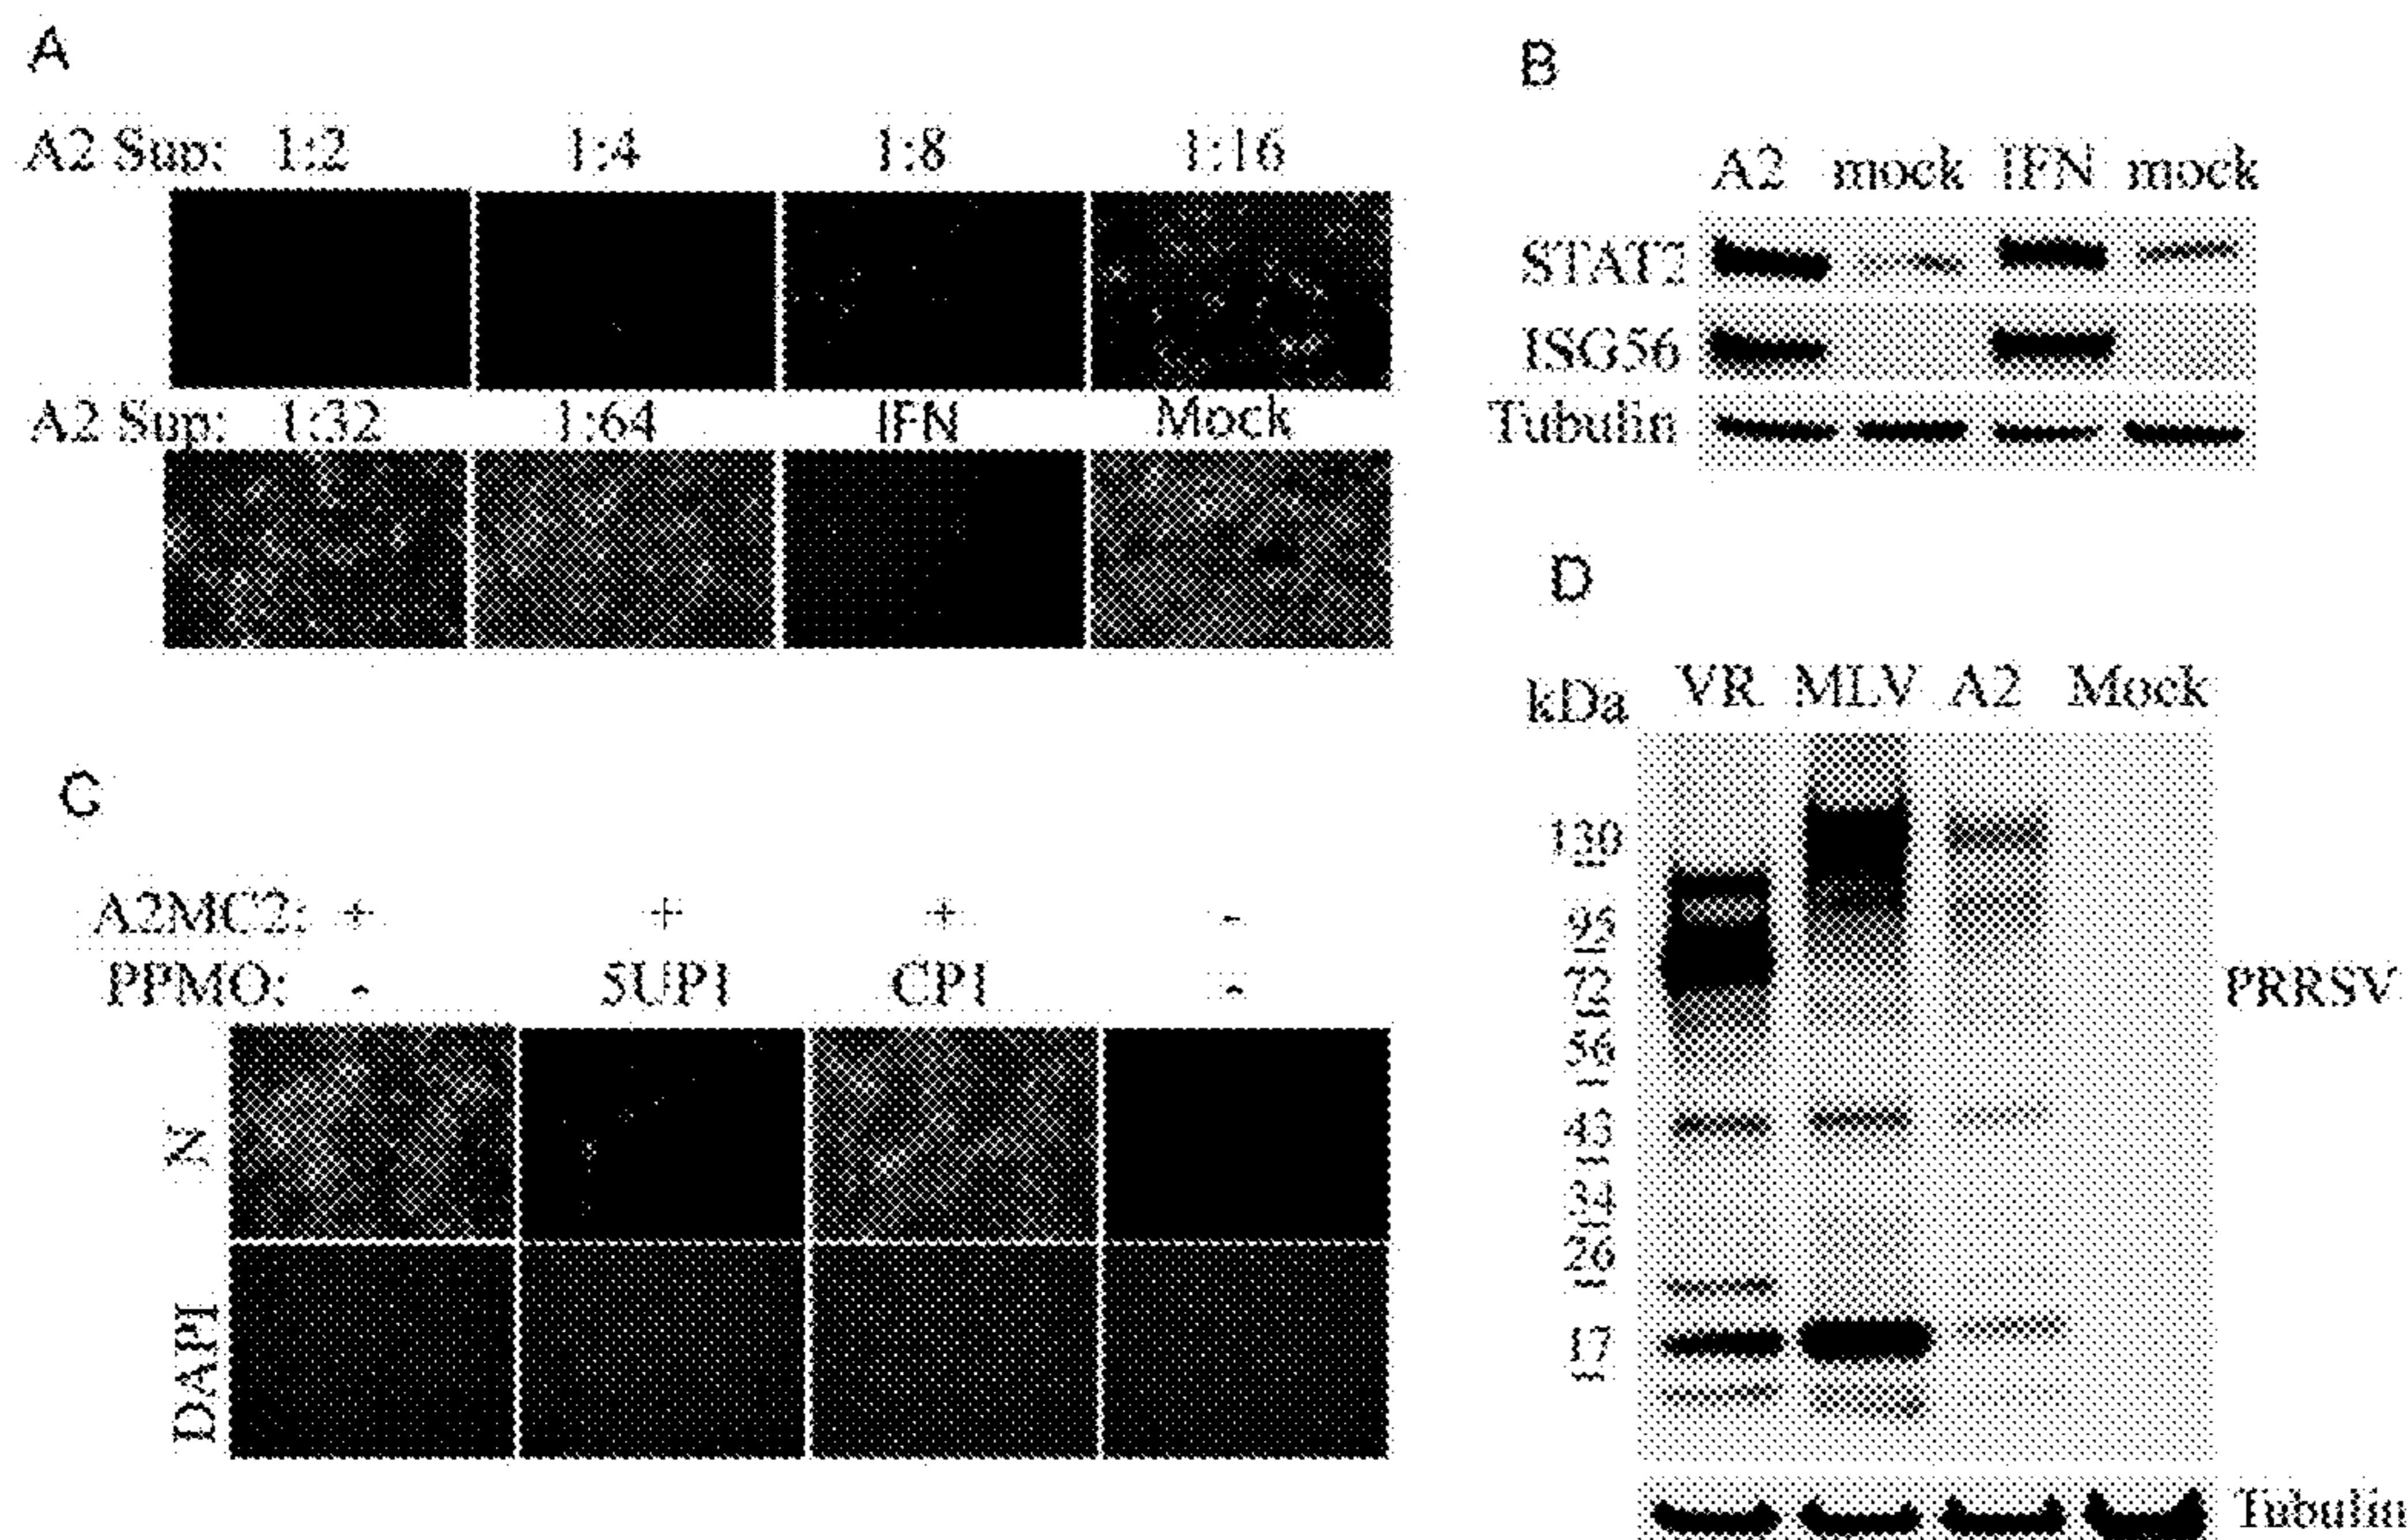 A
A2 Sup: 1:2 1:4 1:8 1:16
A2 Sup: 1:32 1:64 IFN Mock
B
A2 mock IFN mock
STAT2
ISG56
Tubulin
C
A2MC2: + + + -
PPMO: - 5UP1 CP1 -
N
DAPI
D
kDa VR MLV A2 Mock
130
95
72
56
43
34
26
17
PRRSV
Tubulin